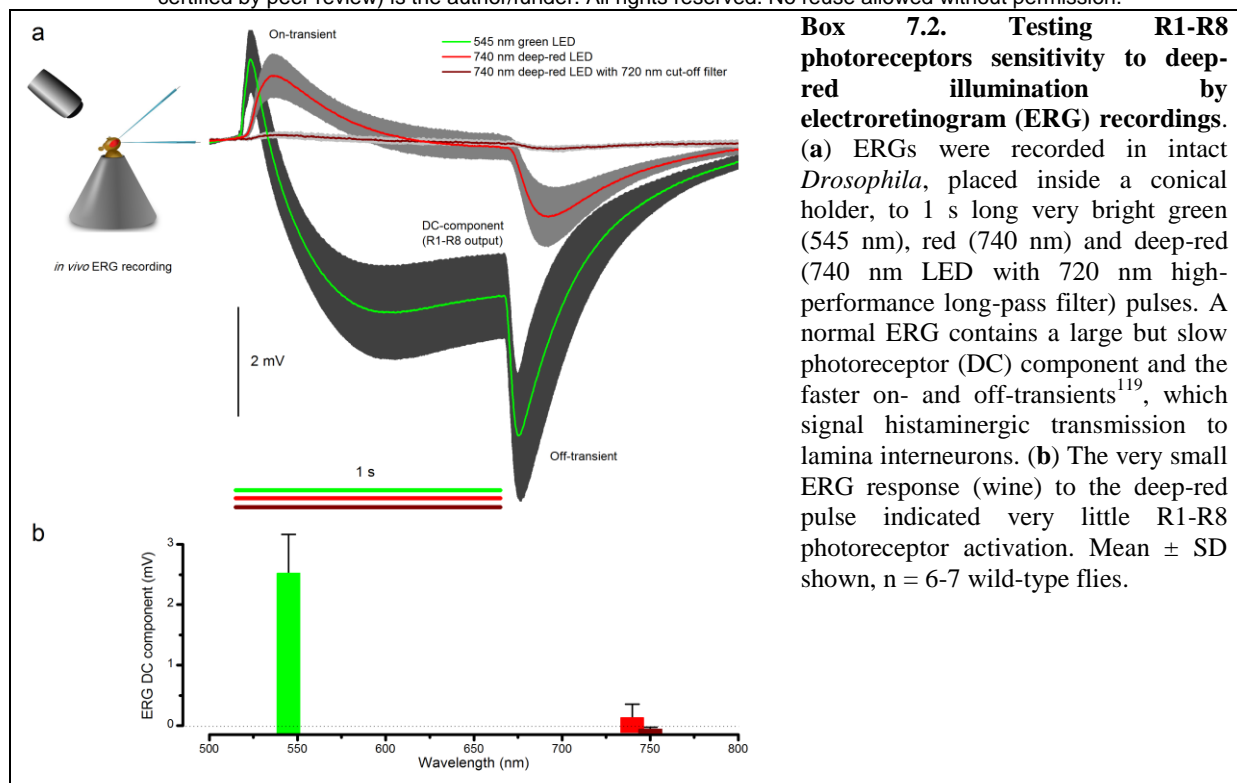 certified by peer review) is the author/funder. All rights reserved. No reuse allowed without permission.
a
On-transient
545 nm green LED
740 nm deep-red LED
740 nm deep-red LED with 720 nm cut-off filter
DC-component
(R1-R8 output)
in vivo ERG recording
2 mV
Off-transient
1 s
b
ERG DC component (mV)
3
2
1
0
500 550 600 650 700 750 800
Wavelength (nm)
Box 7.2. Testing R1-R8
photoreceptors sensitivity to deep-
red illumination by
electroretinogram (ERG) recordings.
(a) ERGs were recorded in intact
Drosophila, placed inside a conical
holder, to 1 s long very bright green
(545 nm), red (740 nm) and deep-red
(740 nm LED with 720 nm high-
performance long-pass filter) pulses. A
normal ERG contains a large but slow
photoreceptor (DC) component and the
faster on- and off-transients119, which
signal histaminergic transmission to
lamina interneurons. (b) The very small
ERG response (wine) to the deep-red
pulse indicated very little R1-R8
photoreceptor activation. Mean ± SD
shown, n = 6-7 wild-type flies.